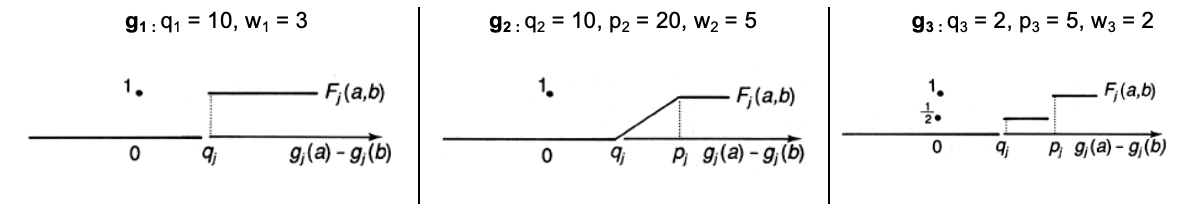 g₁ : q₁ = 10, w₁ = 3
1
Fⱼ(a,b)
0
qⱼ
gⱼ(a) – gⱼ(b)
g₂ : q₂ = 10, p₂ = 20, w₂ = 5
1
Fⱼ(a,b)
0
qⱼ
pⱼ
gⱼ(a) – gⱼ(b)
g₃ : q₃ = 2, p₃ = 5, w₃ = 2
1
½
Fⱼ(a,b)
0
qⱼ
pⱼ
gⱼ(a) – gⱼ(b)